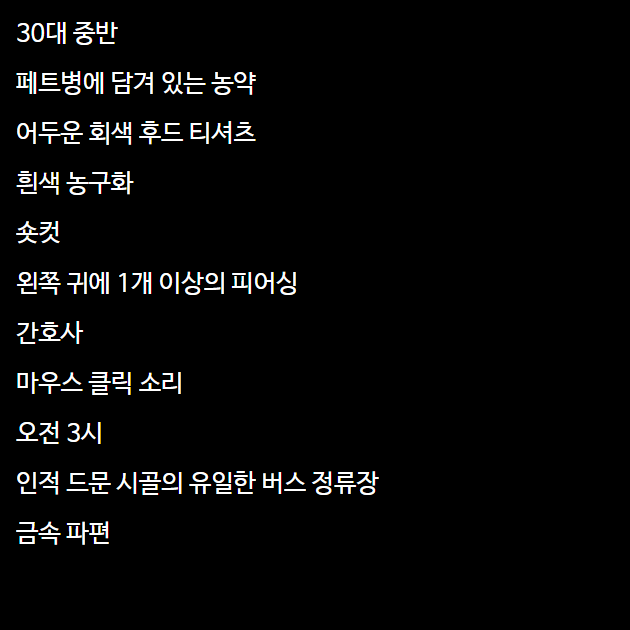 30대 중반
페트병에 담겨 있는 농약
어두운 회색 후드 티셔츠
흰색 농구화
숏컷
왼쪽 귀에 1개 이상의 피어싱
간호사
마우스 클릭 소리
오전 3시
인적 드문 시골의 유일한 버스 정류장
금속 파편